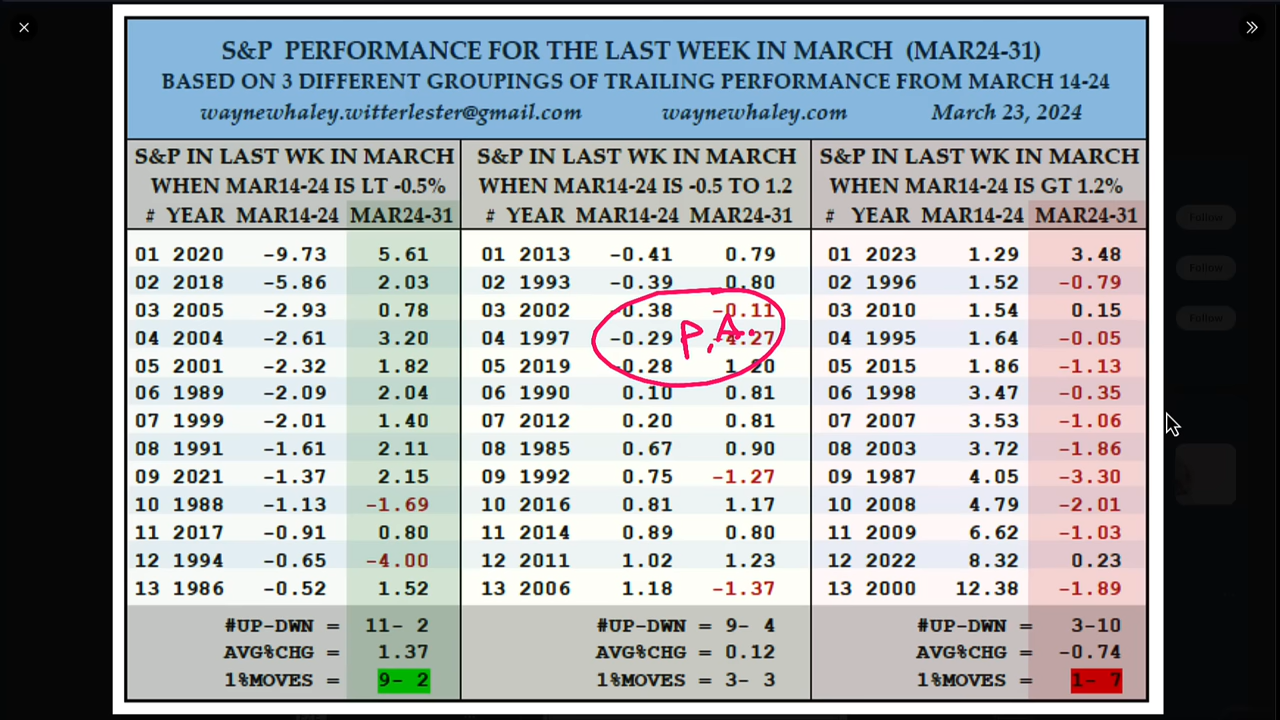 S&P PERFORMANCE FOR THE LAST WEEK IN MARCH (MAR24-31)
BASED ON 3 DIFFERENT GROUPINGS OF TRAILING PERFORMANCE FROM MARCH 14-24
waynewhaley.witterlester@gmail.com waynewhaley.com March 23, 2024
S&P IN LAST WK IN MARCH
WHEN MAR14-24 IS LT -0.5%
# YEAR MAR14-24 MAR24-31
01 2020 -9.73 5.61
02 2018 -5.86 2.03
03 2005 -2.93 0.78
04 2004 -2.61 3.20
05 2001 -2.32 1.82
06 1989 -2.09 2.04
07 1999 -2.01 1.40
08 1991 -1.61 2.11
09 2021 -1.37 2.15
10 1988 -1.13 -1.69
11 2017 -0.91 0.80
12 1994 -0.65 -4.00
13 1986 -0.52 1.52
#UP-DWN = 11- 2
AVG%CHG = 1.37
1%MOVES = 9- 2
S&P IN LAST WK IN MARCH
WHEN MAR14-24 IS -0.5 TO 1.2
# YEAR MAR14-24 MAR24-31
01 2013 -0.41 0.79
02 1993 -0.39 0.80
03 2002 -0.38 -0.11
04 1997 -0.29 -4.27
05 2019 -0.28 1.20
06 1990 0.10 0.81
07 2012 0.20 0.81
08 1985 0.67 0.90
09 1992 0.75 -1.27
10 2016 0.81 1.17
11 2014 0.89 0.80
12 2011 1.02 1.23
13 2006 1.18 -1.37
#UP-DWN = 9- 4
AVG%CHG = 0.12
1%MOVES = 3- 3
P.A.
S&P IN LAST WK IN MARCH
WHEN MAR14-24 IS GT 1.2%
# YEAR MAR14-24 MAR24-31
01 2023 1.29 3.48
02 1996 1.52 -0.79
03 2010 1.54 0.15
04 1995 1.64 -0.05
05 2015 1.86 -1.13
06 1998 3.47 -0.35
07 2007 3.53 -1.06
08 2003 3.72 -1.86
09 1987 4.05 -3.30
10 2008 4.79 -2.01
11 2009 6.62 -1.03
12 2022 8.32 0.23
13 2000 12.38 -1.89
#UP-DWN = 3-10
AVG%CHG = -0.74
1%MOVES = 1- 7
Follow
Follow
Follow